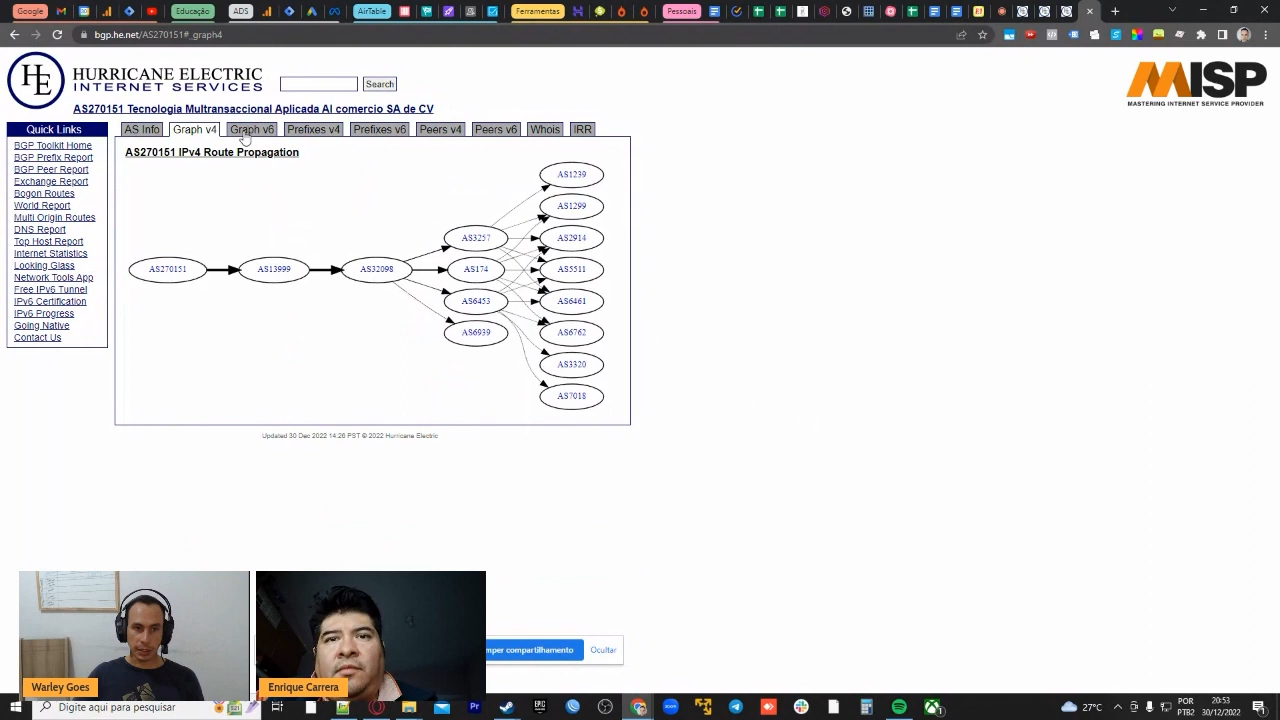 Google
Educação
ADS
AirTable
Ferramentas
Pessoais
bgp.he.net/AS270151#_graph4
HE
HURRICANE ELECTRIC
INTERNET SERVICES
Search
MISP
MASTERING INTERNET SERVICE PROVIDER
AS270151 Tecnologia Multransaccional Aplicada Al comercio SA de CV
Quick Links
BGP Toolkit Home
BGP Prefix Report
BGP Peer Report
Exchange Report
Bogon Routes
World Report
Multi Origin Routes
DNS Report
Top Host Report
Internet Statistics
Looking Glass
Network Tools App
Free IPv6 Tunnel
IPv6 Certification
IPv6 Progress
Going Native
Contact Us
AS Info
Graph v4
Graph v6
Prefixes v4
Prefixes v6
Peers v4
Peers v6
Whois
IRR
AS270151 IPv4 Route Propagation
AS270151
AS13999
AS32098
AS3257
AS174
AS6453
AS6939
AS1239
AS1299
AS2914
AS5511
AS6461
AS6762
AS3320
AS7018
Updated 30 Dec 2022 14:26 PST © 2022 Hurricane Electric
mper compartilhamento
Ocultar
Warley Goes
Enrique Carrera
Digite aqui para pesquisar
27°C
POR
PTB2
20:53
30/12/2022